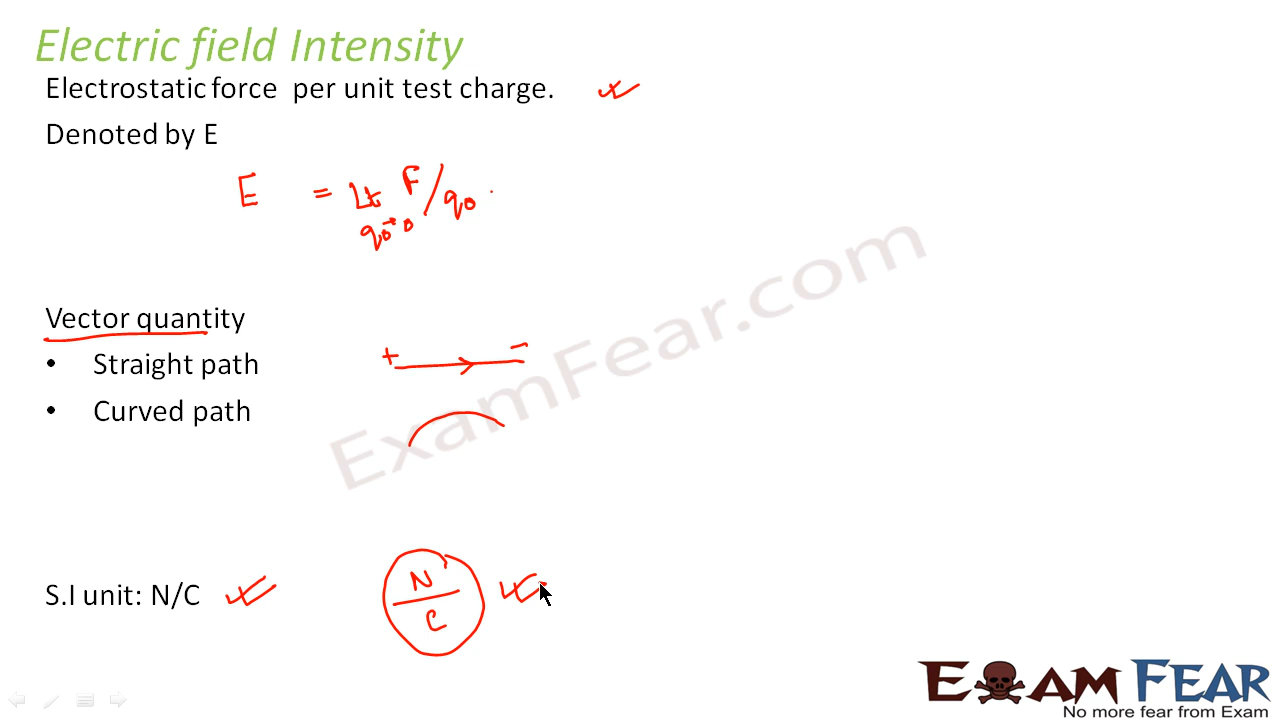 Electric field Intensity
Electrostatic force per unit test charge.
Denoted by E
E = Lt F/q0
q0→0
Vector quantity
• Straight path
+ -
• Curved path
S.I unit: N/C
N
C
ExamFear.com
EXAM FEAR
No more fear from Exam